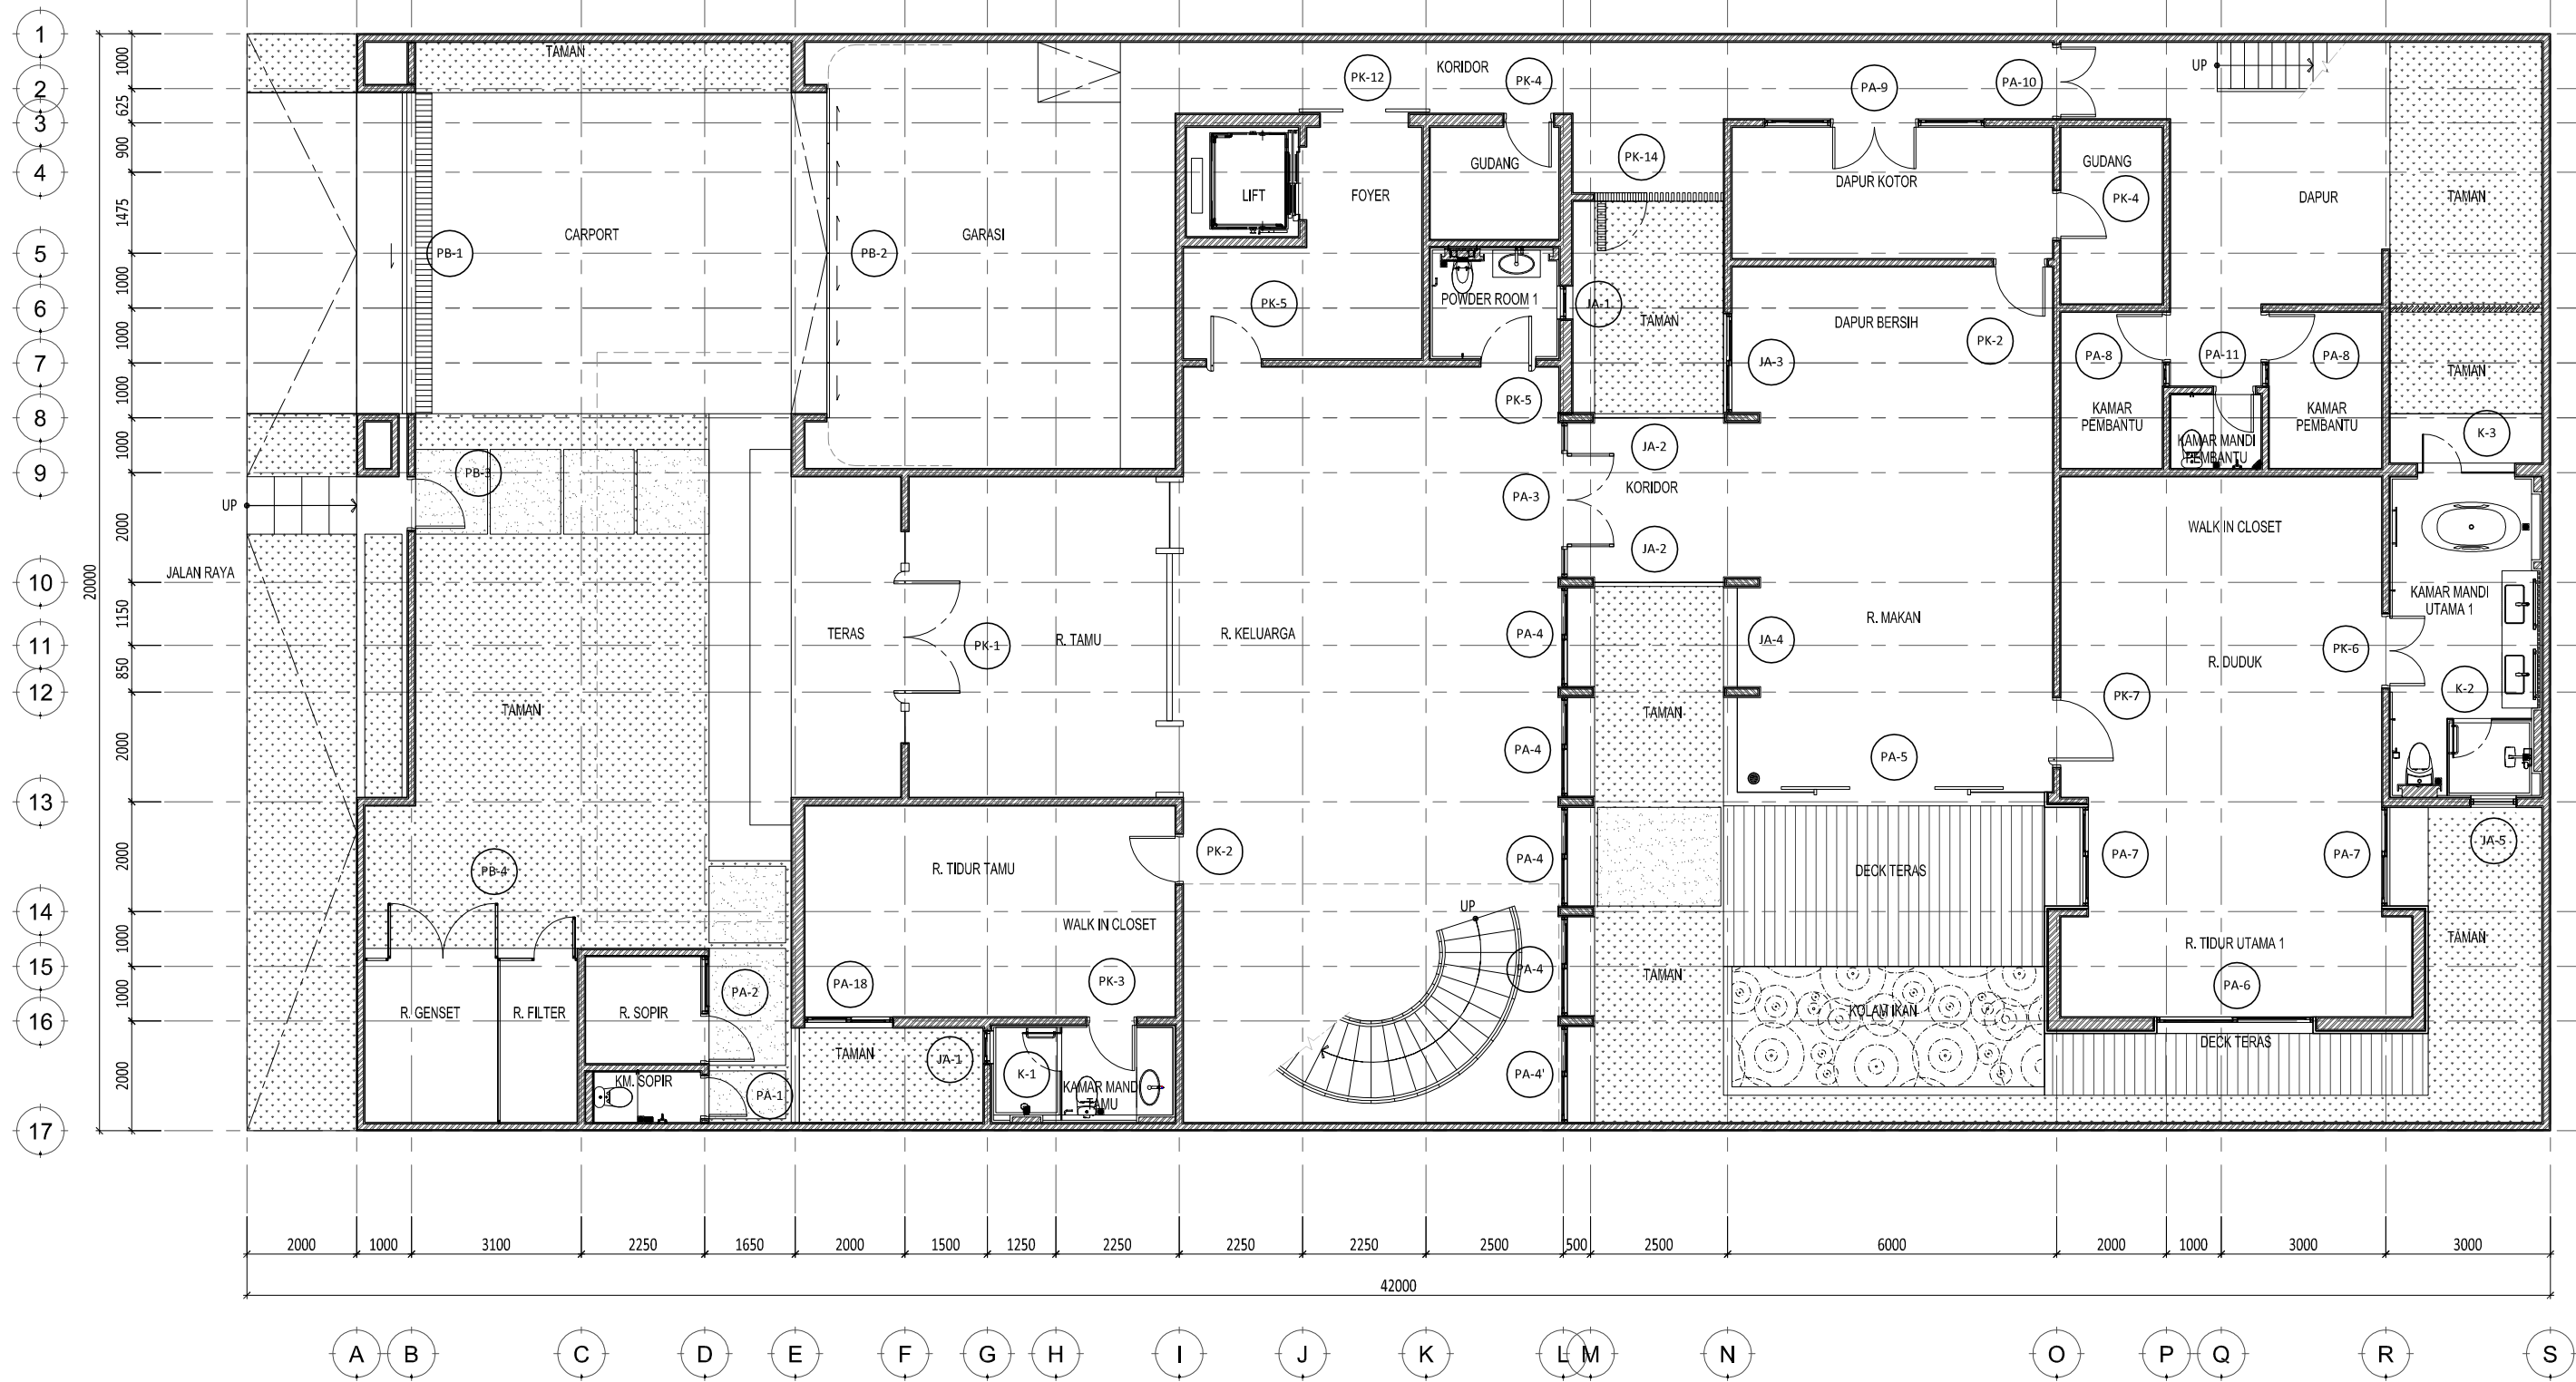 1
TAMAN
KORIDOR
UP
1000
PK-12
PK-4
PA-10
PA-9
2
625
3
900
PK-14
4
GUDANG
GUDANG
DAPUR KOTOR
LIFT
FOYER
PK-4
TAMAN
DAPUR
1475
CARPORT
GARASI
5
PB-1
PB-2
1000
6
PK-5
POWDER ROOM 1
JA-1
TAMAN
DAPUR BERSIH
1000
PK-2
7
JA-3
PA-8
PA-11
PA-8
TAMAN
1000
PK-5
8
KAMAR
PEMBANTU
KAMAR
PEMBANTU
K-3
1000
JA-2
KAMAR MANDI
PEMBANTU
9
PB-3
KORIDOR
PA-3
UP
2000
WALK IN CLOSET
JA-2
JALAN RAYA
10
20000
KAMAR MANDI
UTAMA 1
1150
R. MAKAN
TERAS
R. TAMU
R. KELUARGA
PA-4
JA-4
11
PK-1
PK-6
850
R. DUDUK
12
PK-7
K-2
TAMAN
TAMAN
2000
PA-4
PA-5
13
2000
PK-2
PA-4
PA-7
PA-7
JA-5
PB-4
R. TIDUR TAMU
DECK TERAS
14
UP
1000
WALK IN CLOSET
R. TIDUR UTAMA 1
TAMAN
15
PA-4
TAMAN
PA-2
PA-18
PK-3
PA-6
1000
R. GENSET
R. FILTER
R. SOPIR
KOLAM IKAN
16
DECK TERAS
TAMAN
JA-1
K-1
PA-4'
2000
KM. SOPIR
KAMAR MANDI
TAMU
PA-1
17
2000
1000
3100
2250
1650
2000
1500
1250
2250
2250
2250
2500
500
2500
6000
2000
1000
3000
3000
42000
A
B
C
D
E
F
G
H
I
J
K
L
M
N
O
P
Q
R
S